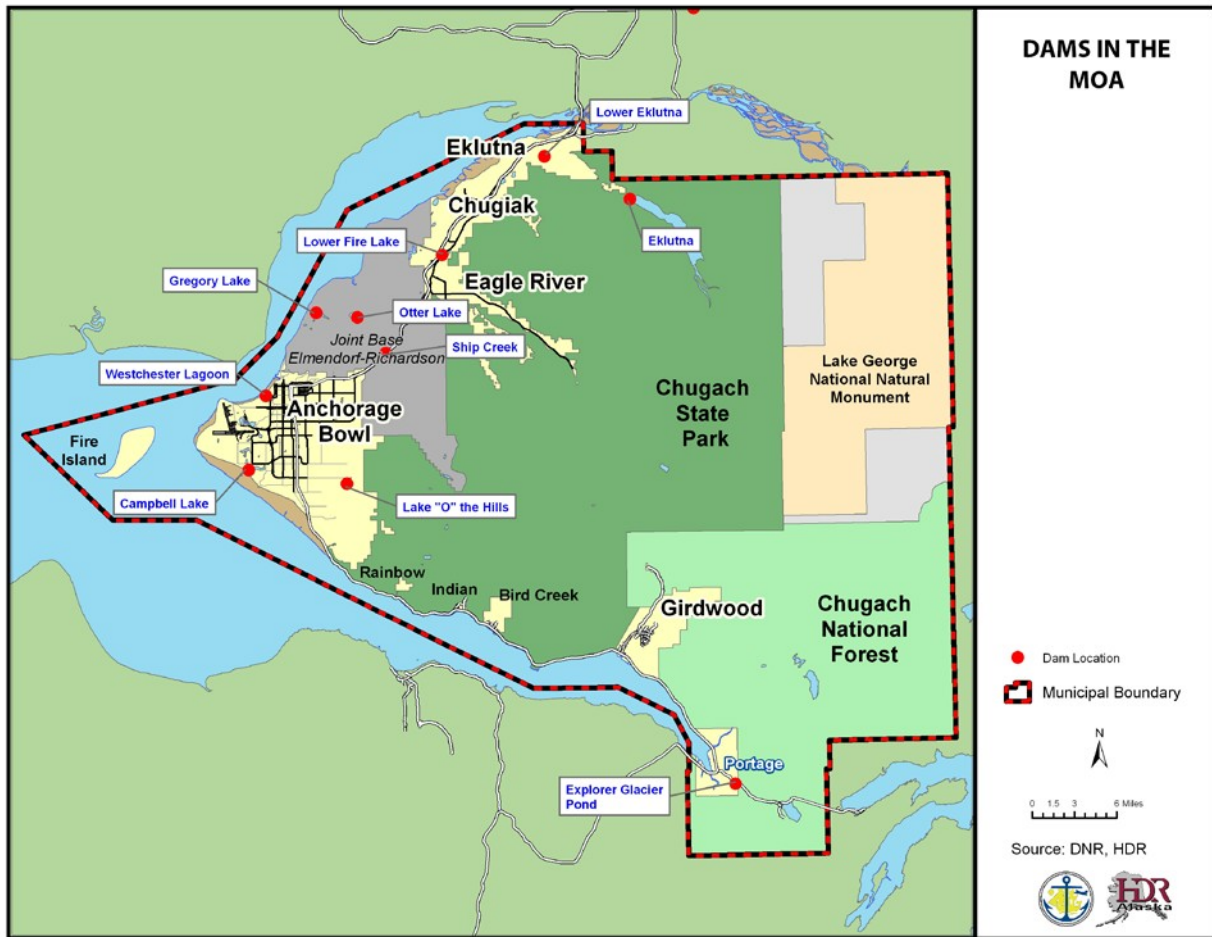 DAMS IN THE
MOA
Lower Eklutna
Eklutna
Chugiak
Lower Fire Lake
Eklutna
Eagle River
Gregory Lake
Otter Lake
Joint Base
Elmendorf-Richardson
Ship Creek
Westchester Lagoon
Anchorage
Bowl
Chugach
State
Park
Lake George
National Natural
Monument
Fire
Island
Campbell Lake
Lake "O" the Hills
Rainbow
Indian
Bird Creek
Girdwood
Chugach
National
Forest
Portage
Explorer Glacier
Pond
Dam Location
Municipal Boundary
N
0 1.5 3 6 Miles
Source: DNR, HDR
HDR
Alaska